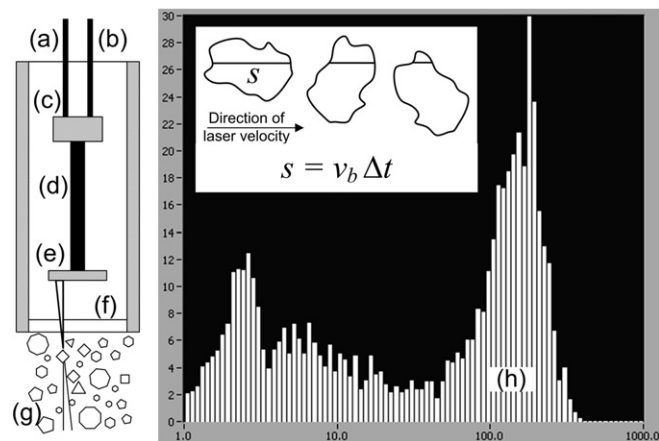 (a)
(b)
(c)
(d)
(e)
(f)
(g)
30
28
26
24
22
20
18
16
14
12
10
8
6
4
2
0
s
Direction of
laser velocity
s = v_b Δt
(h)
1.0
10.0
100.0
1000.0